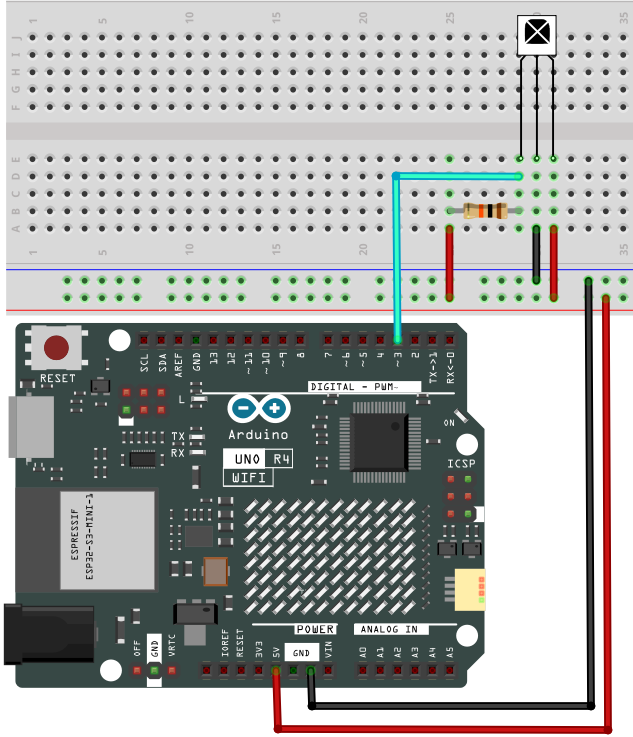 1 5 10 15 20 25 30 35
J
I
H
G
F
E
D
C
B
A
1 5 10 15 20 25 30 35
RESET
SCL
SDA
AREF
GND
13
12
~11
~10
~9
8
7
~6
~5
4
~3
2
TX->1
RX<-0
DIGITAL - PWM~
L
Arduino
TX
RX
UNO R4
WIFI
ON
ICSP
ESPRESSIF
ESP32-S3-MINI-1
POWER
ANALOG IN
OFF
GND
VRTC
IOREF
RESET
3V3
5V
GND
VIN
A0
A1
A2
A3
A4
A5